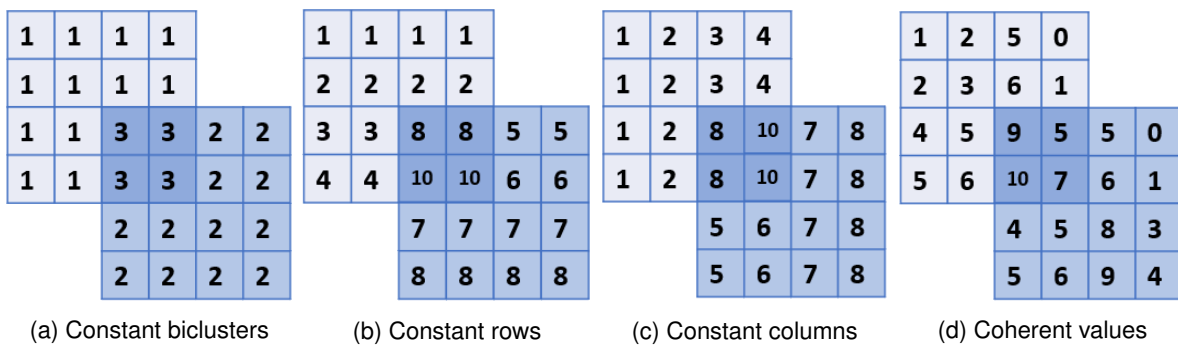 1 1 1 1
1 1 1 1
1 1 3 3 2 2
1 1 3 3 2 2
2 2 2 2
2 2 2 2
(a) Constant biclusters
1 1 1 1
2 2 2 2
3 3 8 8 5 5
4 4 10 10 6 6
7 7 7 7
8 8 8 8
(b) Constant rows
1 2 3 4
1 2 3 4
1 2 8 10 7 8
1 2 8 10 7 8
5 6 7 8
5 6 7 8
(c) Constant columns
1 2 5 0
2 3 6 1
4 5 9 5 5 0
5 6 10 7 6 1
4 5 8 3
5 6 9 4
(d) Coherent values